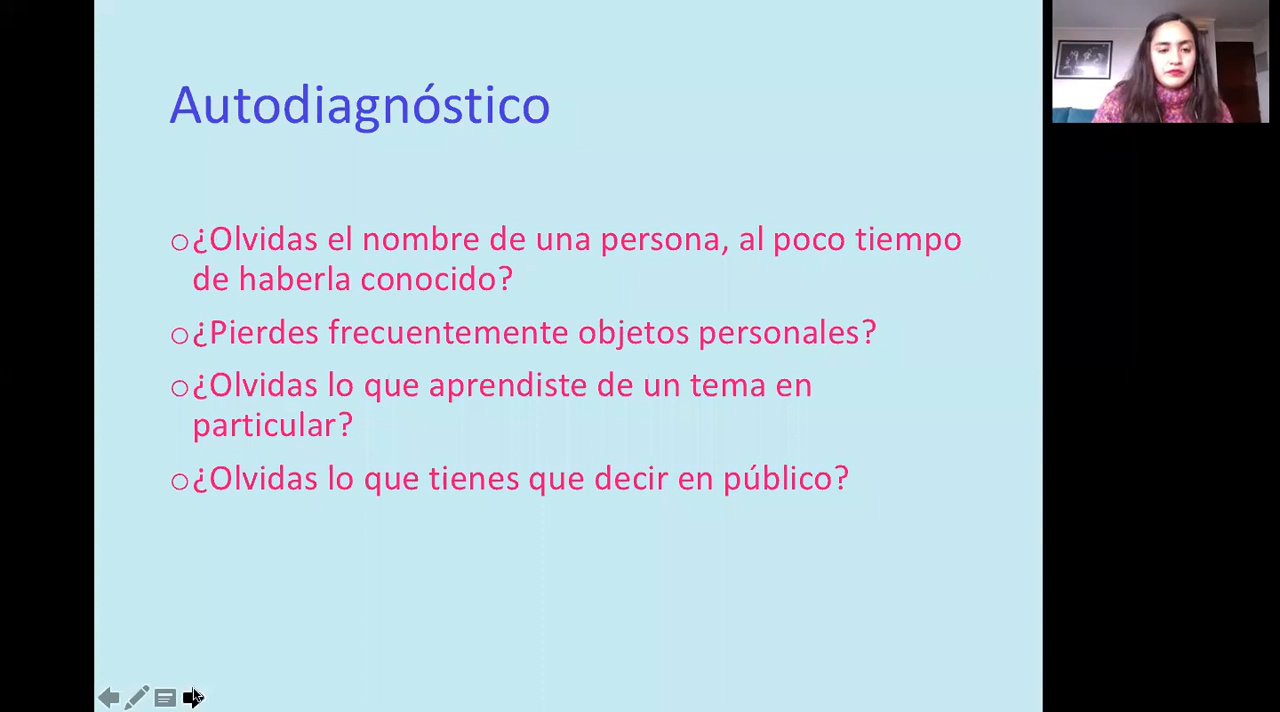 Autodiagnóstico
o¿Olvidas el nombre de una persona, al poco tiempo
de haberla conocido?
o¿Pierdes frecuentemente objetos personales?
o¿Olvidas lo que aprendiste de un tema en
particular?
o¿Olvidas lo que tienes que decir en público?